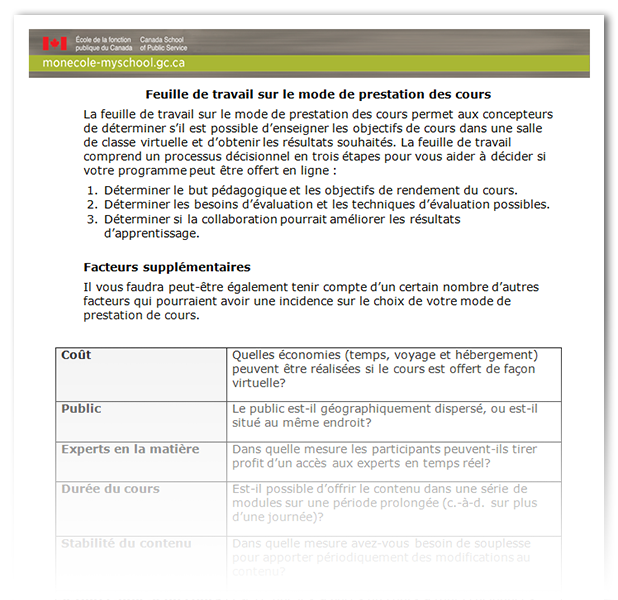 École de la fonction publique du Canada
Canada School of Public Service
monecole-myschool.gc.ca
Feuille de travail sur le mode de prestation des cours
La feuille de travail sur le mode de prestation des cours permet aux concepteurs
de déterminer s’il est possible d’enseigner les objectifs de cours dans une salle
de classe virtuelle et d’obtenir les résultats souhaités. La feuille de travail
comprend un processus décisionnel en trois étapes pour vous aider à décider si
votre programme peut être offert en ligne :
1. Déterminer le but pédagogique et les objectifs de rendement du cours.
2. Déterminer les besoins d’évaluation et les techniques d’évaluation possibles.
3. Déterminer si la collaboration pourrait améliorer les résultats
d’apprentissage.
Facteurs supplémentaires
Il vous faudra peut-être également tenir compte d’un certain nombre d’autres
facteurs qui pourraient avoir une incidence sur le choix de votre mode de
prestation de cours.
Coût
Quelles économies (temps, voyage et hébergement)
peuvent être réalisées si le cours est offert de façon
virtuelle?
Public
Le public est-il géographiquement dispersé, ou est-il
situé au même endroit?
Experts en la matière
Dans quelle mesure les participants peuvent-ils tirer
profit d’un accès aux experts en temps réel?
Durée du cours
Est-il possible d’offrir le contenu dans une série de
modules sur une période prolongée (c.-à-d. sur plus
d’une journée)?
Stabilité du contenu
Dans quelle mesure avez-vous besoin de souplesse
pour apporter périodiquement des modifications au
contenu?